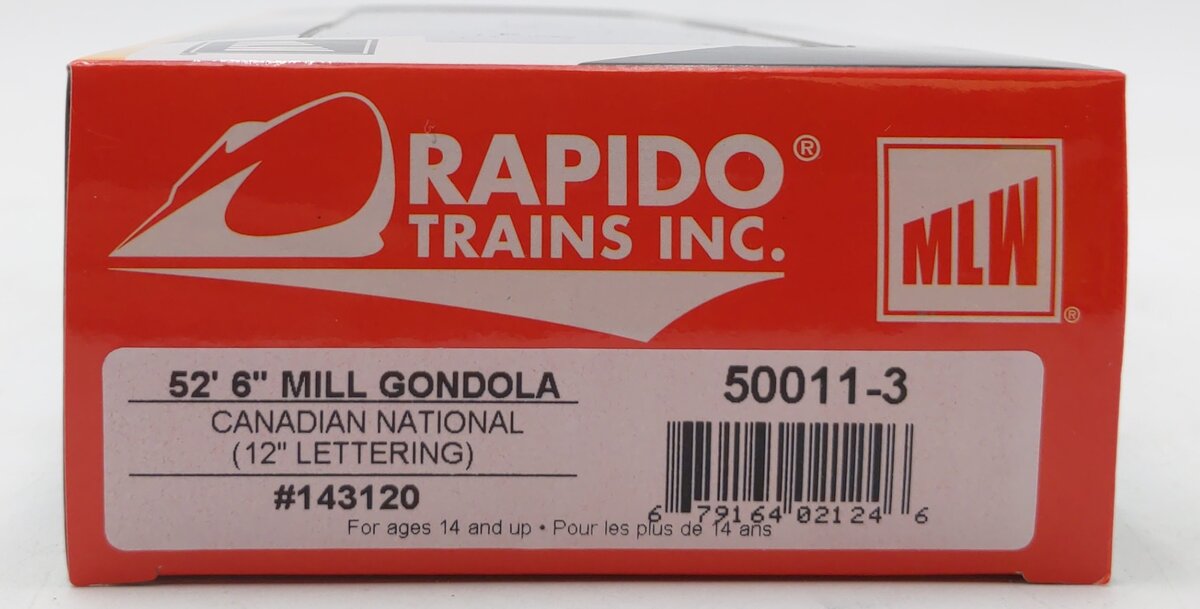 RAPIDO®
TRAINS INC.
MLW®
52' 6" MILL GONDOLA
CANADIAN NATIONAL
(12" LETTERING)
#143120
50011-3
6 79164 02124 6
For ages 14 and up • Pour les plus de 14 ans